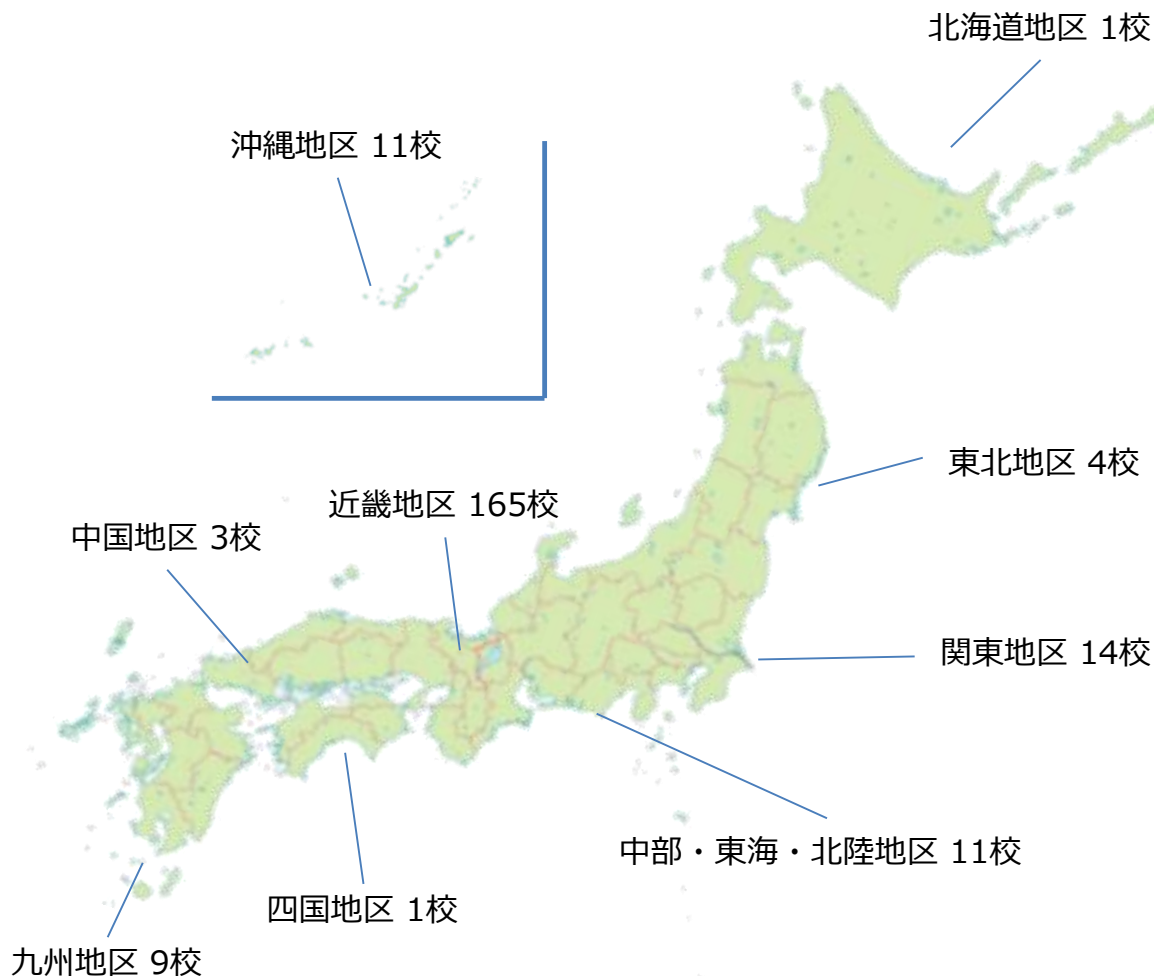 北海道地区 1校
沖縄地区 11校
東北地区 4校
近畿地区 165校
中国地区 3校
関東地区 14校
中部・東海・北陸地区 11校
四国地区 1校
九州地区 9校